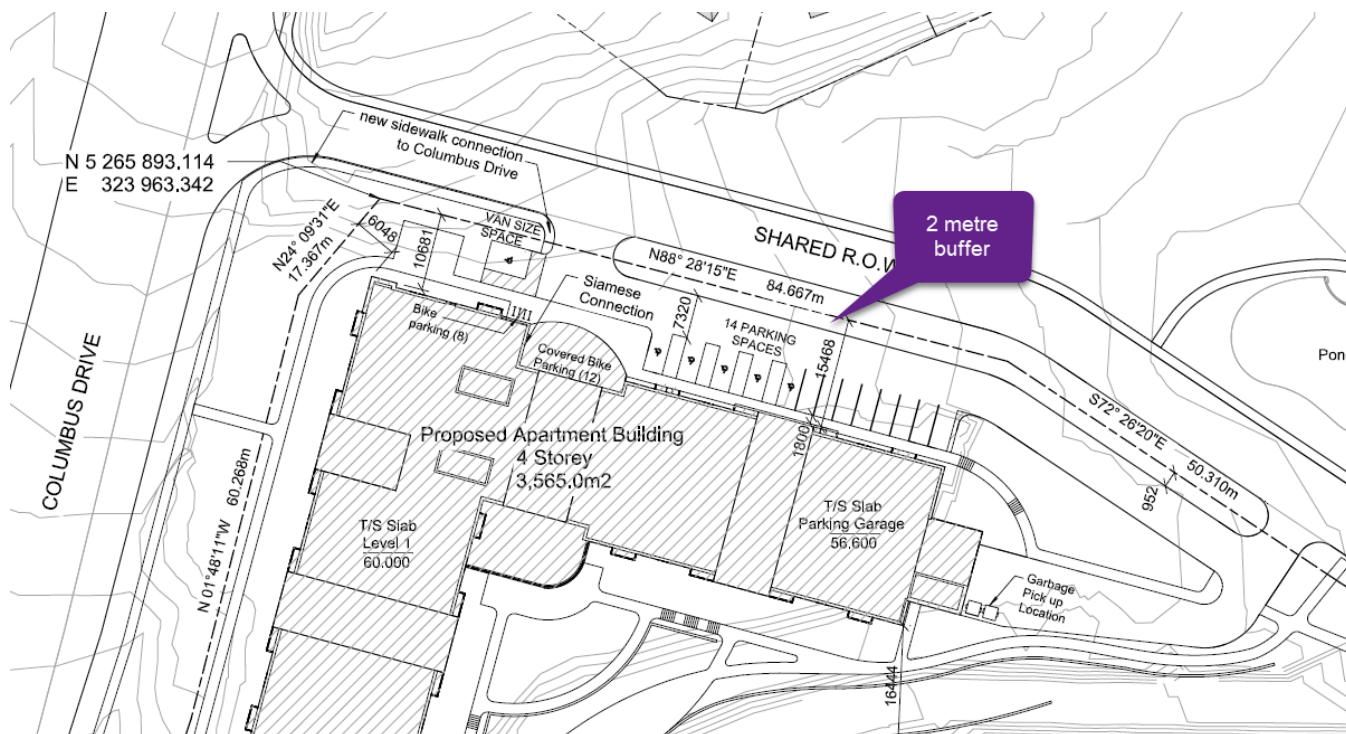 new sidewalk connection
to Columbus Drive
N 5 265 893.114
E 323 963.342
N24° 09'31"E
17.367m
6048
10681
VAN SIZE
SPACE
SHARED R.O.W
2 metre
buffer
N88° 28'15"E
84.667m
Siamese
Connection
7320
14 PARKING
SPACES
15468
Bike
parking (8)
1111
Covered Bike
Parking (12)
Pon
COLUMBUS DRIVE
S72° 26'20"E
50.310m
952
1800
Proposed Apartment Building
4 Storey
3,565.0m2
N 01°48'11"W 60.268m
T/S Slab
Level 1
60.000
T/S Slab
Parking Garage
56.600
Garbage
Pick up
Location
16444